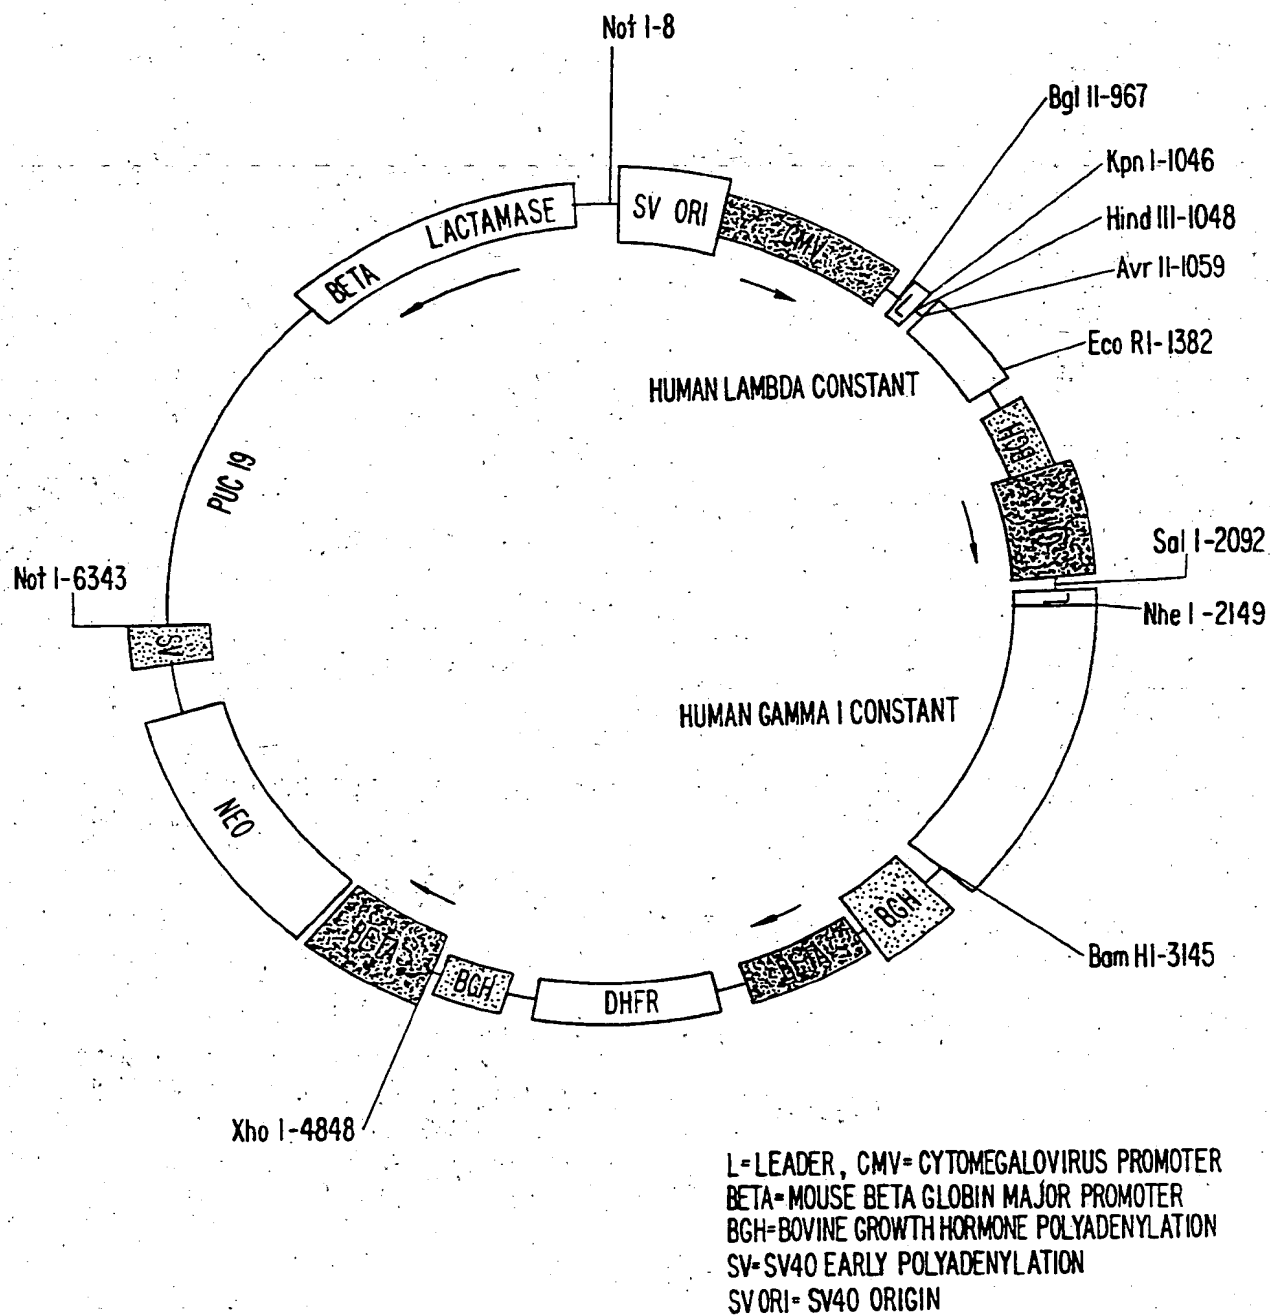 Not I-8
Bgl II-967
Kpn I-1046
Hind III-1048
Avr II-1059
Eco RI-1382
SV ORI
CMV
L
BETA LACTAMASE
HUMAN LAMBDA CONSTANT
BGH
PUC 19
Sal I-2092
Not I-6343
L
Nhe I-2149
SV
HUMAN GAMMA I CONSTANT
NEO
BGH
BETA
Bam HI-3145
BETA
BGH
DHFR
Xho I-4848
L=LEADER, CMV=CYTOMEGALOVIRUS PROMOTER
BETA=MOUSE BETA GLOBIN MAJOR PROMOTER
BGH=BOVINE GROWTH HORMONE POLYADENYLATION
SV=SV40 EARLY POLYADENYLATION
SV ORI=SV40 ORIGIN